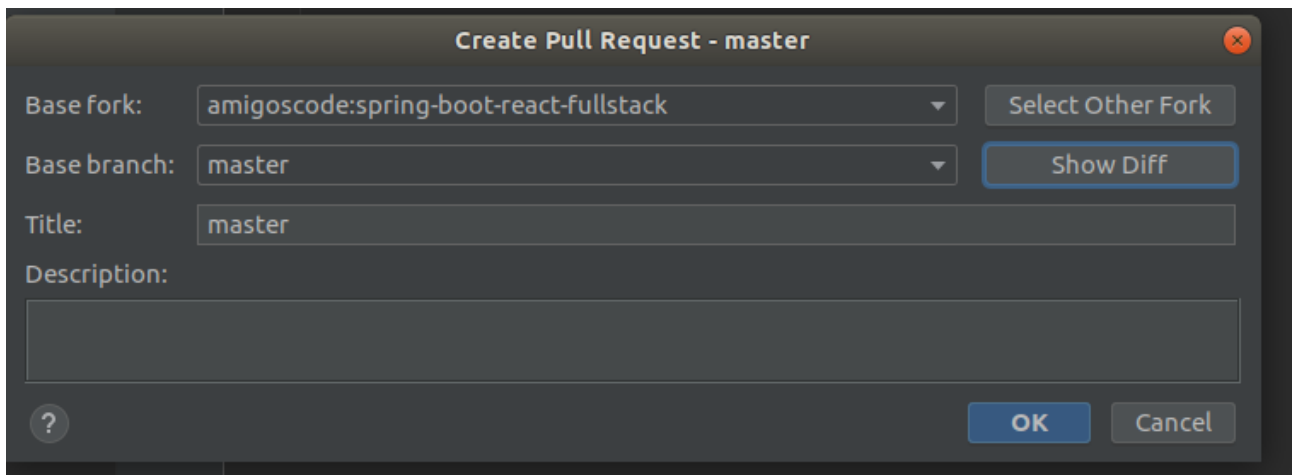 Create Pull Request - master
Base fork: amigoscode:spring-boot-react-fullstack Select Other Fork
Base branch: master Show Diff
Title: master
Description:
? OK Cancel